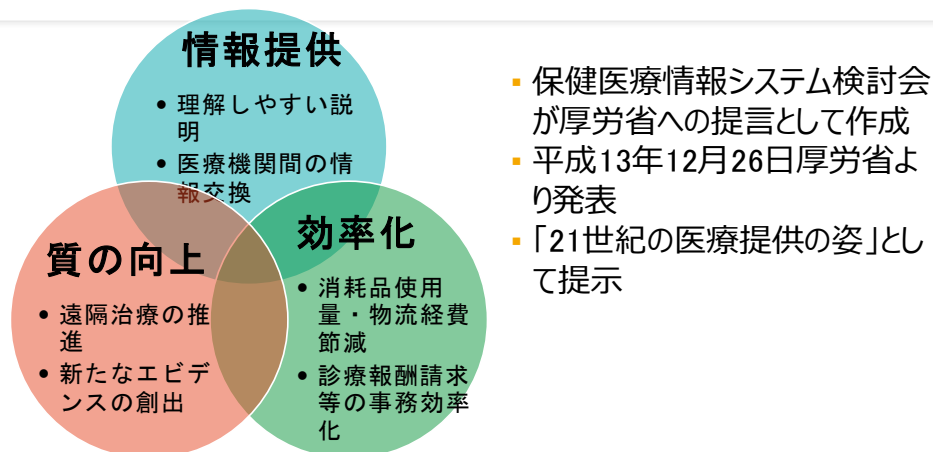 情報提供
• 理解しやすい説
明
• 医療機関間の情
報交換
質の向上
• 遠隔治療の推
進
• 新たなエビデ
ンスの創出
効率化
• 消耗品使用
量・物流経費
節減
• 診療報酬請求
等の事務効率
化
▪ 保健医療情報システム検討会
が厚労省への提言として作成
▪ 平成13年12月26日厚労省よ
り発表
▪ 「21世紀の医療提供の姿」とし
て提示